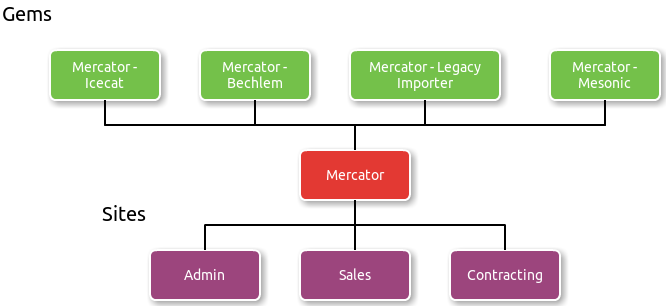 Gems
Mercator -
Icecat
Mercator -
Bechlem
Mercator - Legacy
Importer
Mercator -
Mesonic
Mercator
Sites
Admin
Sales
Contracting